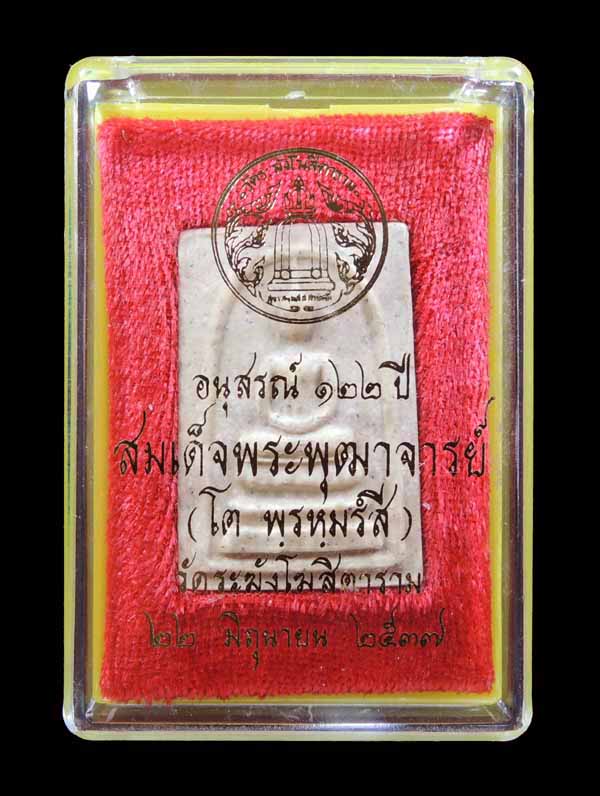 อนุสรณ์ ๑๒๒ ปี
สมเด็จพระพุฒาจารย์
(โต พฺรหฺมรํสี)
วัดระฆังโฆสิตาราม
๒๒ มิถุนายน ๒๕๓๗